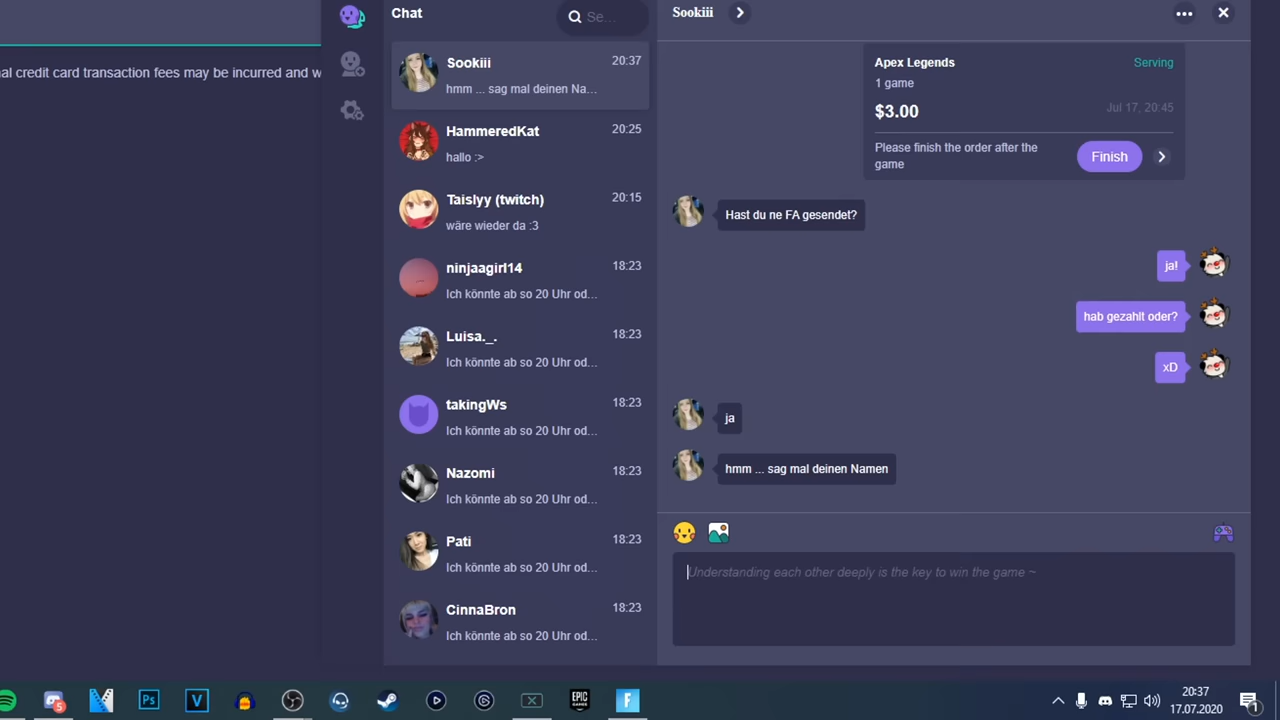 al credit card transaction fees may be incurred and w
Chat
Se...
Sookiii
20:37
hmm ... sag mal deinen Na...
HammeredKat
20:25
hallo :>
Taislyy (twitch)
20:15
wäre wieder da :3
ninjaagirl14
18:23
Ich könnte ab so 20 Uhr od...
Luisa._.
18:23
Ich könnte ab so 20 Uhr od...
takingWs
18:23
Ich könnte ab so 20 Uhr od...
Nazomi
18:23
Ich könnte ab so 20 Uhr od...
Pati
18:23
Ich könnte ab so 20 Uhr od...
CinnaBron
18:23
Ich könnte ab so 20 Uhr od...
Sookiii
Apex Legends
Serving
1 game
$3.00
Jul 17, 20:45
Please finish the order after the
game
Finish
Hast du ne FA gesendet?
ja!
hab gezahlt oder?
xD
ja
hmm ... sag mal deinen Namen
Understanding each other deeply is the key to win the game ~
5
Ps
V
EPIC
GAMES
F
20:37
17.07.2020
1